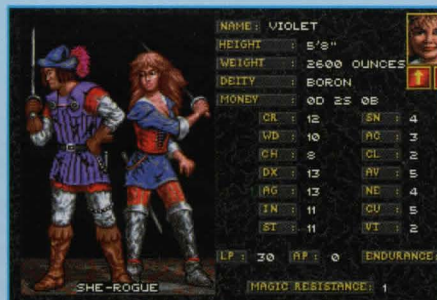 NAME: VIOLET
HEIGHT : 5'8"
WEIGHT : 2600 OUNCES
DEITY : BORON
MONEY : 0D 2S 0B
CR : 12 SN : 4
WD : 10 AC : 3
CH : 8 CL : 2
DX : 13 AV : 5
AG : 13 NE : 4
IN : 11 CU : 5
ST : 11 VT : 2
LP : 30 AP : 0 ENDURANCE:
SHE-ROGUE
MAGIC RESISTANCE: 1